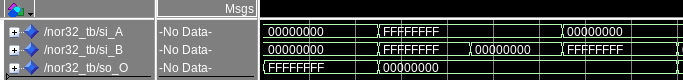 Msgs
/nor32_tb/si_A -No Data- 00000000 FFFFFFFF 00000000
/nor32_tb/si_B -No Data- 00000000 FFFFFFFF 00000000 FFFFFFFF
/nor32_tb/so_O -No Data- FFFFFFFF 00000000